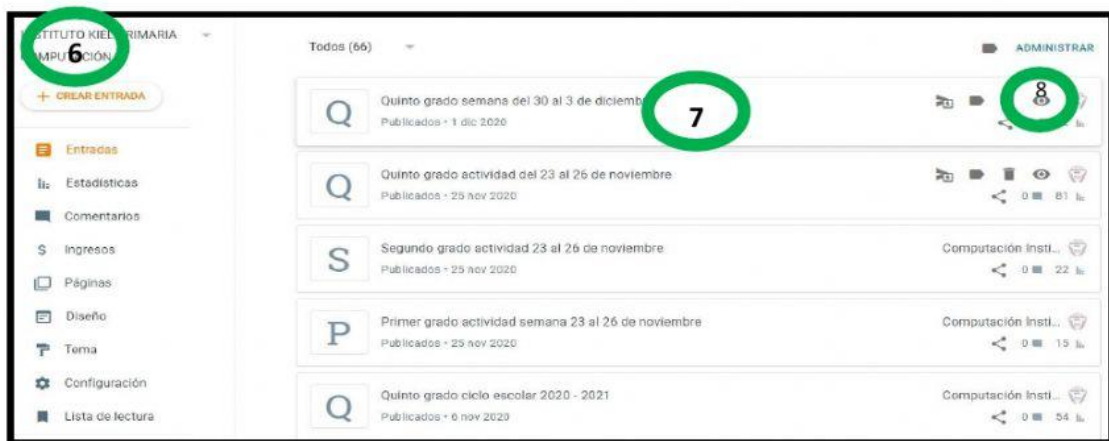 INSTITUTO KIEL PRIMARIA
COMPUTACIÓN
6
+ CREAR ENTRADA
Entradas
Estadísticas
Comentarios
$ Ingresos
Páginas
Diseño
Tema
Configuración
Lista de lectura
Todos (66)
ADMINISTRAR
Q
Quinto grado semana del 30 al 3 de diciemb
Publicados • 1 dic 2020
7
8
Q
Quinto grado actividad del 23 al 26 de noviembre
Publicados • 25 nov 2020
0 81
S
Segundo grado actividad 23 al 26 de noviembre
Publicados • 25 nov 2020
Computación Insti...
0 22
P
Primer grado actividad semana 23 al 26 de noviembre
Publicados • 25 nov 2020
Computación Insti...
0 15
Q
Quinto grado ciclo escolar 2020 - 2021
Publicados • 6 nov 2020
Computación Insti...
0 54